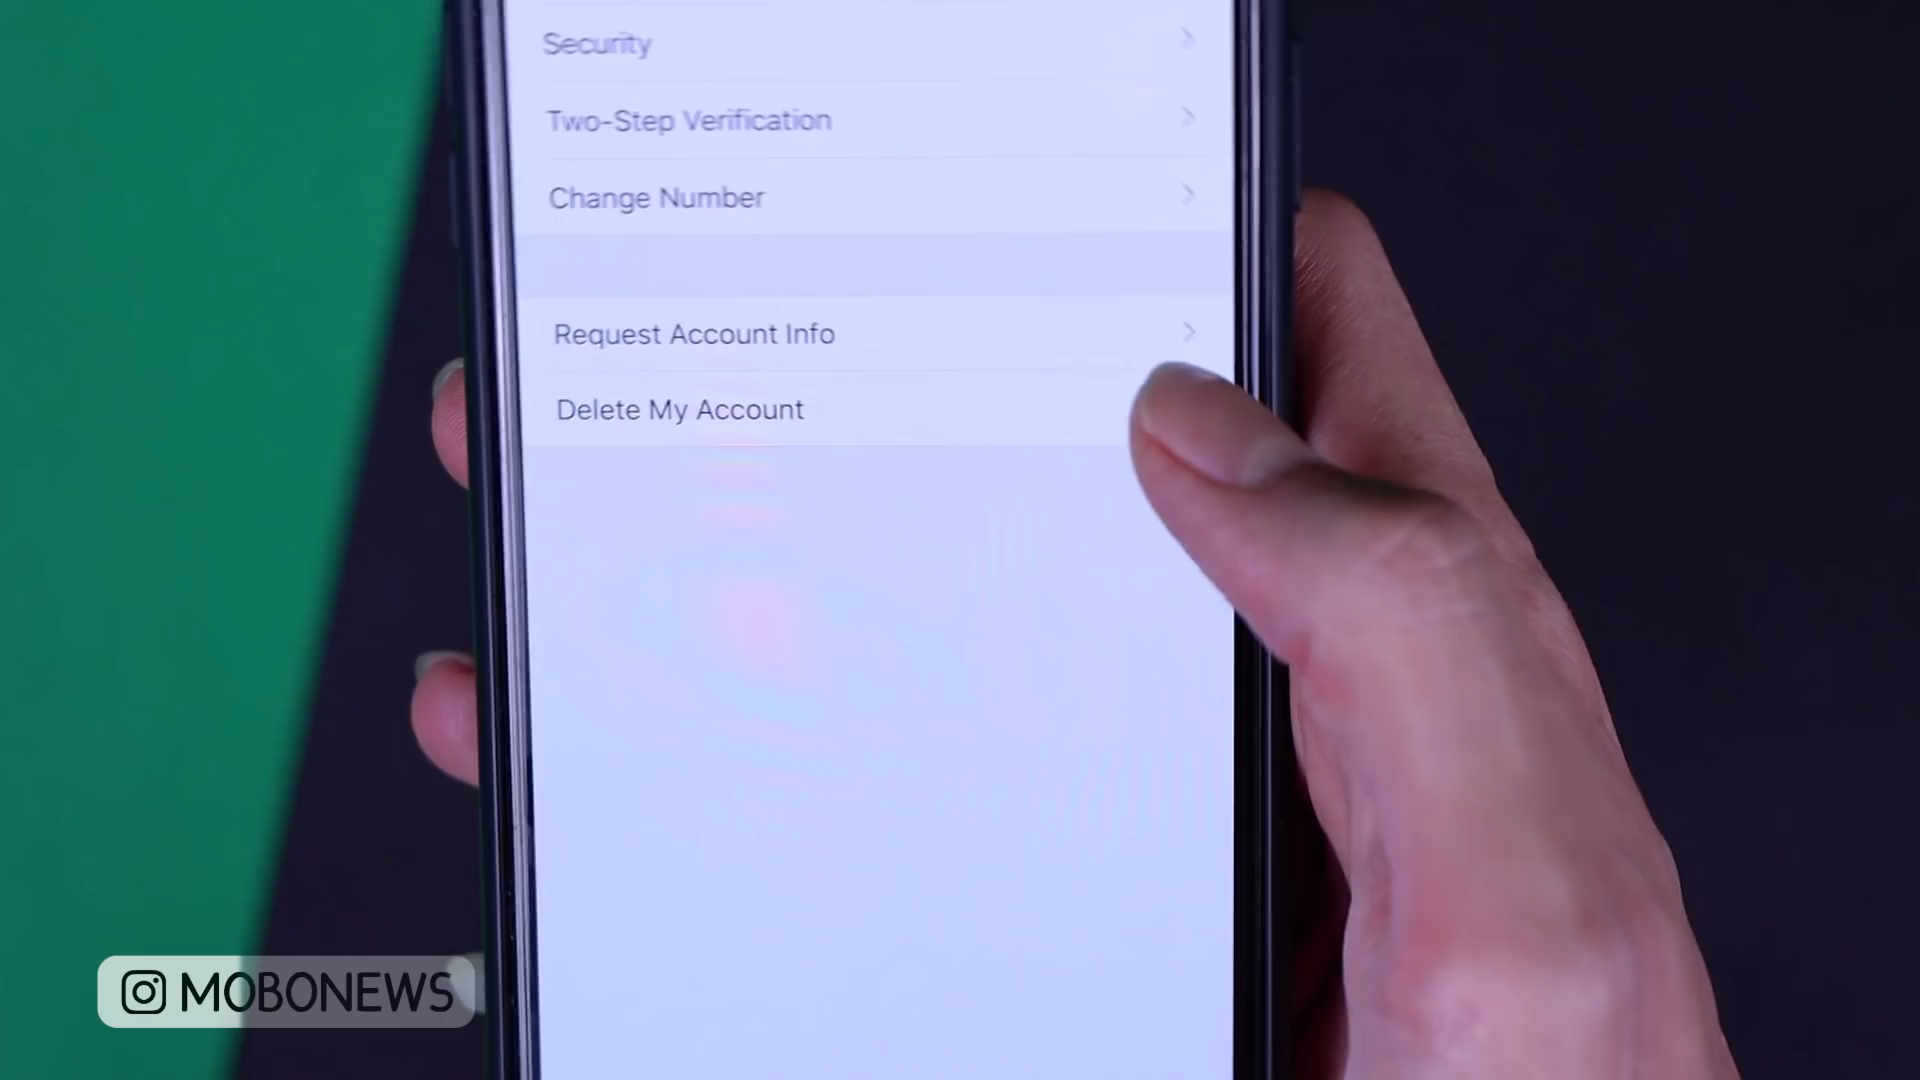 Security
Two-Step Verification
Change Number
Request Account Info
Delete My Account
MOBONEWS